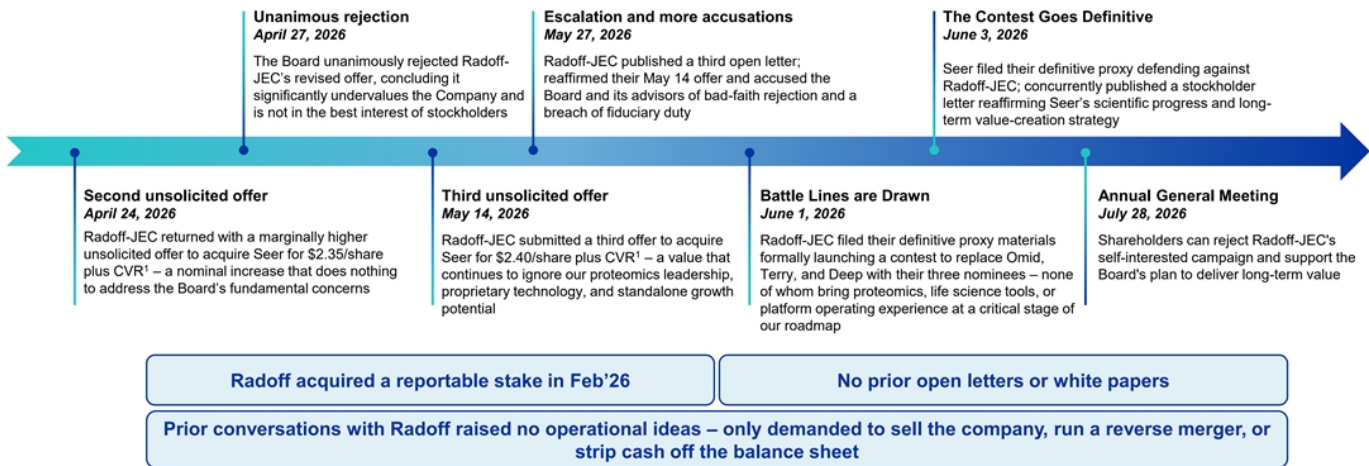 Unanimous rejection
April 27, 2026
The Board unanimously rejected Radoff-
JEC's revised offer, concluding it
significantly undervalues the Company and
is not in the best interest of stockholders
Escalation and more accusations
May 27, 2026
Radoff-JEC published a third open letter;
reaffirmed their May 14 offer and accused the
Board and its advisors of bad-faith rejection and a
breach of fiduciary duty
The Contest Goes Definitive
June 3, 2026
Seer filed their definitive proxy defending against
Radoff-JEC; concurrently published a stockholder
letter reaffirming Seer's scientific progress and long-
term value-creation strategy
Second unsolicited offer
April 24, 2026
Radoff-JEC returned with a marginally higher
unsolicited offer to acquire Seer for $2.35/share
plus CVR¹ – a nominal increase that does nothing
to address the Board's fundamental concerns
Third unsolicited offer
May 14, 2026
Radoff-JEC submitted a third offer to acquire
Seer for $2.40/share plus CVR¹ – a value that
continues to ignore our proteomics leadership,
proprietary technology, and standalone growth
potential
Battle Lines are Drawn
June 1, 2026
Radoff-JEC filed their definitive proxy materials
formally launching a contest to replace Omid,
Terry, and Deep with their three nominees – none
of whom bring proteomics, life science tools, or
platform operating experience at a critical stage of
our roadmap
Annual General Meeting
July 28, 2026
Shareholders can reject Radoff-JEC's
self-interested campaign and support the
Board's plan to deliver long-term value
Radoff acquired a reportable stake in Feb'26
No prior open letters or white papers
Prior conversations with Radoff raised no operational ideas – only demanded to sell the company, run a reverse merger, or
strip cash off the balance sheet